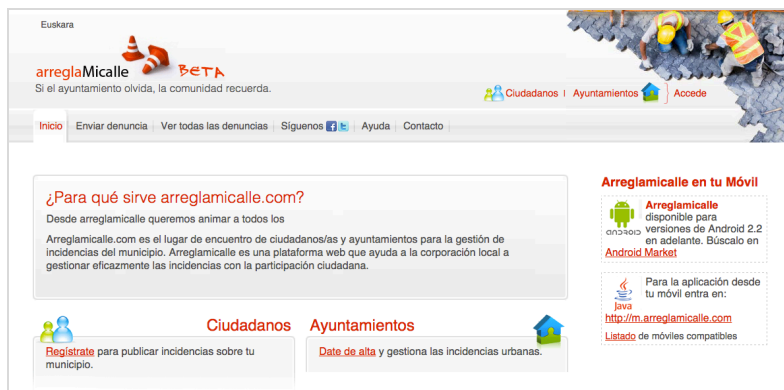 Euskara
arreglaMicalle BETA
Si el ayuntamiento olvida, la comunidad recuerda.
Ciudadanos | Ayuntamientos Accede
Inicio Enviar denuncia Ver todas las denuncias Síguenos Ayuda Contacto
¿Para qué sirve arreglamicalle.com?
Desde arreglamicalle queremos animar a todos los
Arreglamicalle.com es el lugar de encuentro de ciudadanos/as y ayuntamientos para la gestión de
incidencias del municipio. Arreglamicalle es una plataforma web que ayuda a la corporación local a
gestionar eficazmente las incidencias con la participación ciudadana.
Ciudadanos
Regístrate para publicar incidencias sobre tu
municipio.
Ayuntamientos
Date de alta y gestiona las incidencias urbanas.
Arreglamicalle en tu Móvil
Arreglamicalle
disponible para
versiones de Android 2.2
en adelante. Búscalo en
Android Market
ANDROID
Para la aplicación desde
tu móvil entra en:
Java
http://m.arreglamicalle.com
Listado de móviles compatibles